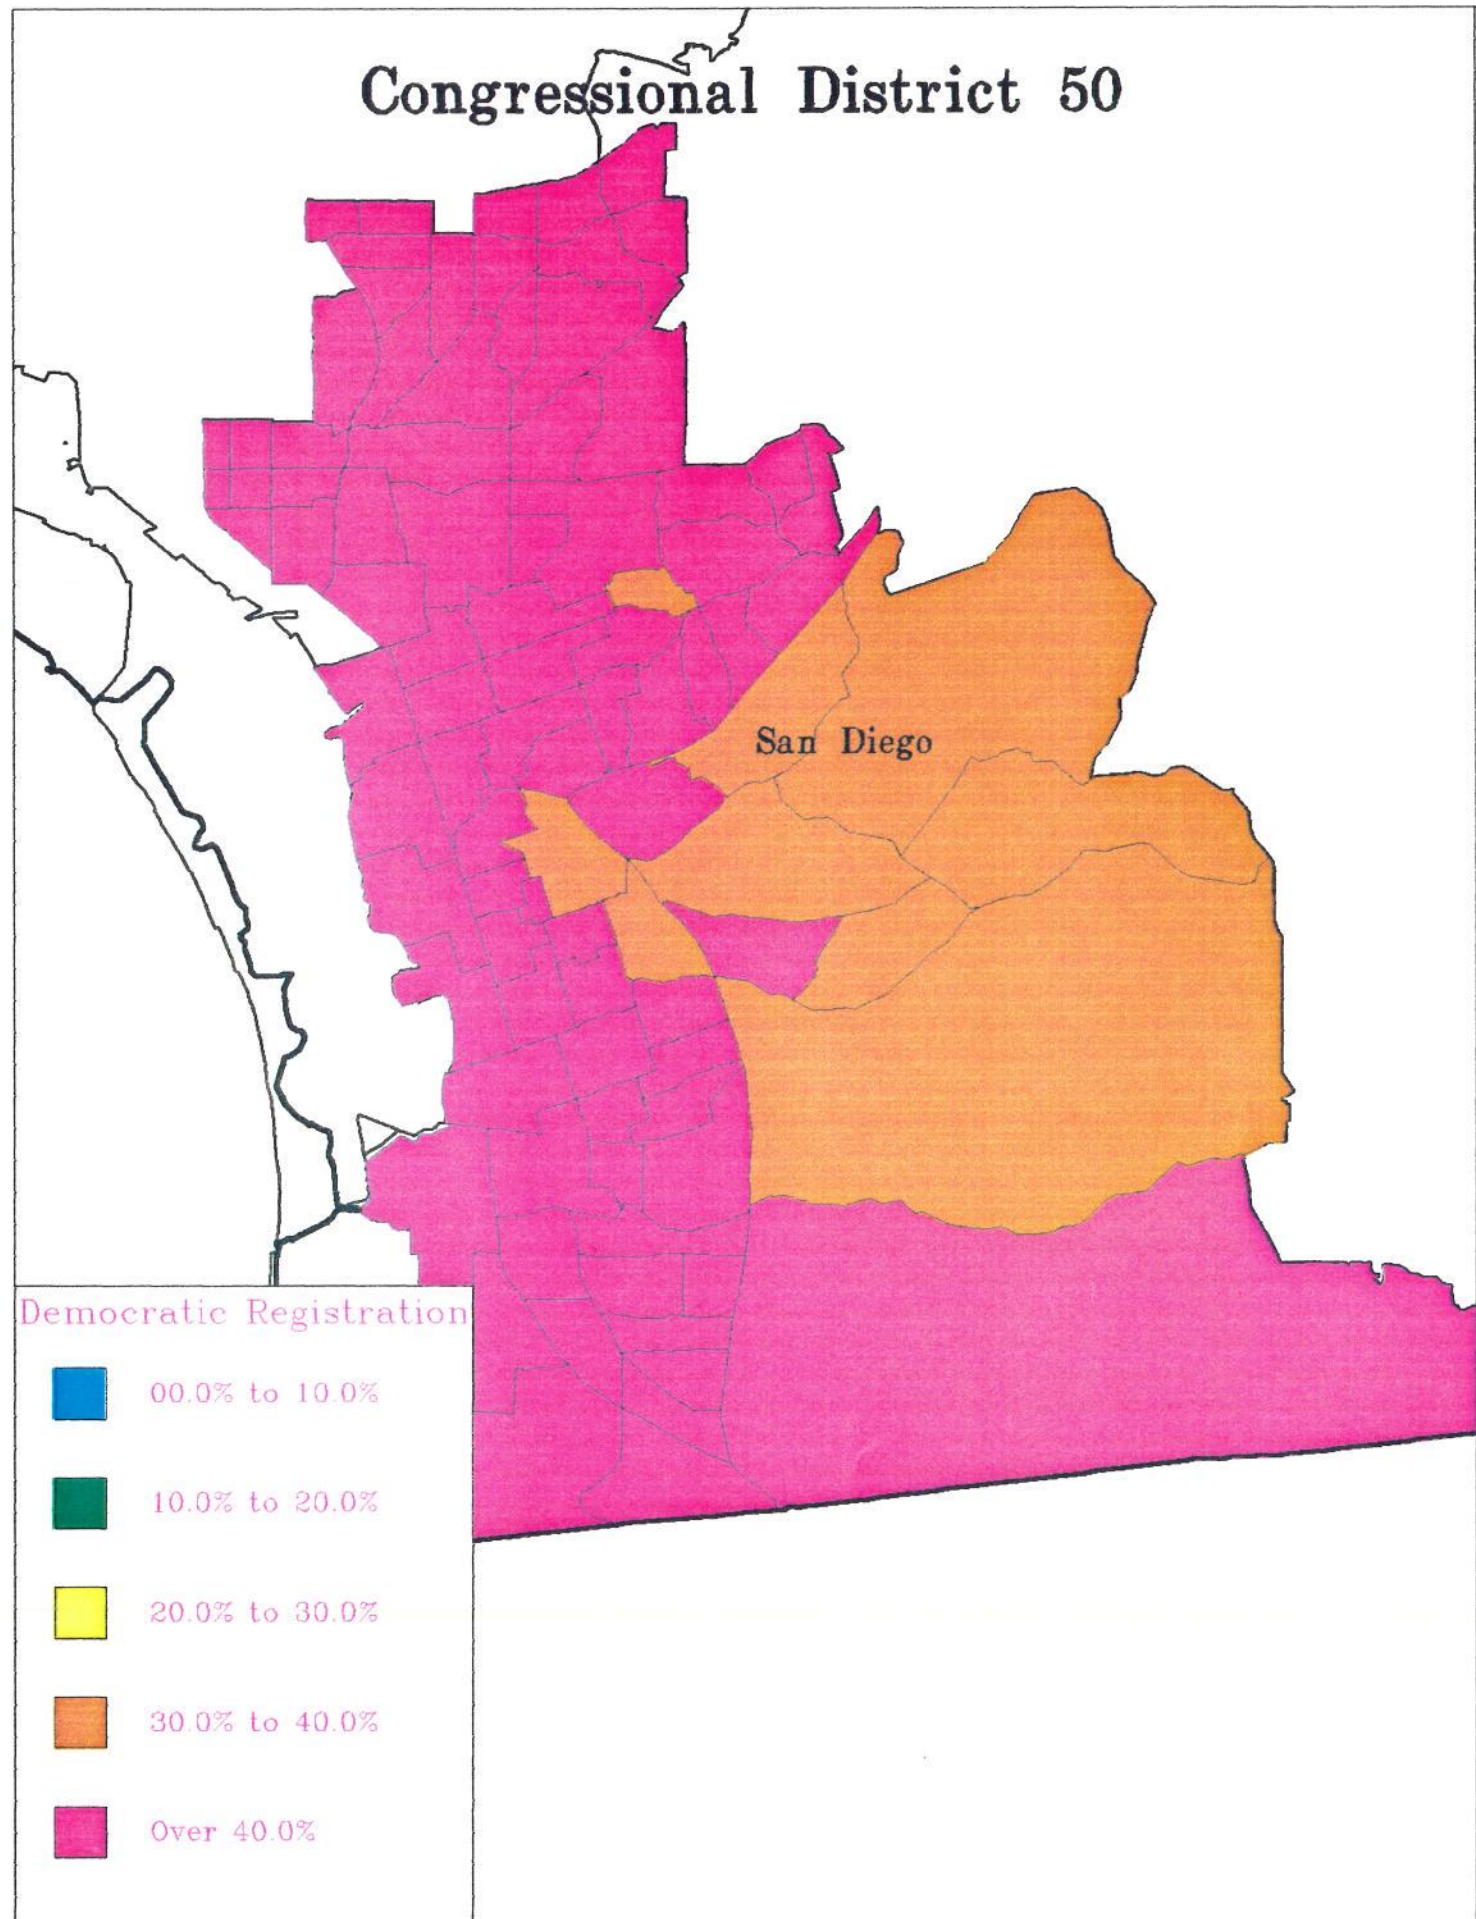 Congressional District 50
San Diego
Democratic Registration
00.0% to 10.0%
10.0% to 20.0%
20.0% to 30.0%
30.0% to 40.0%
Over 40.0%